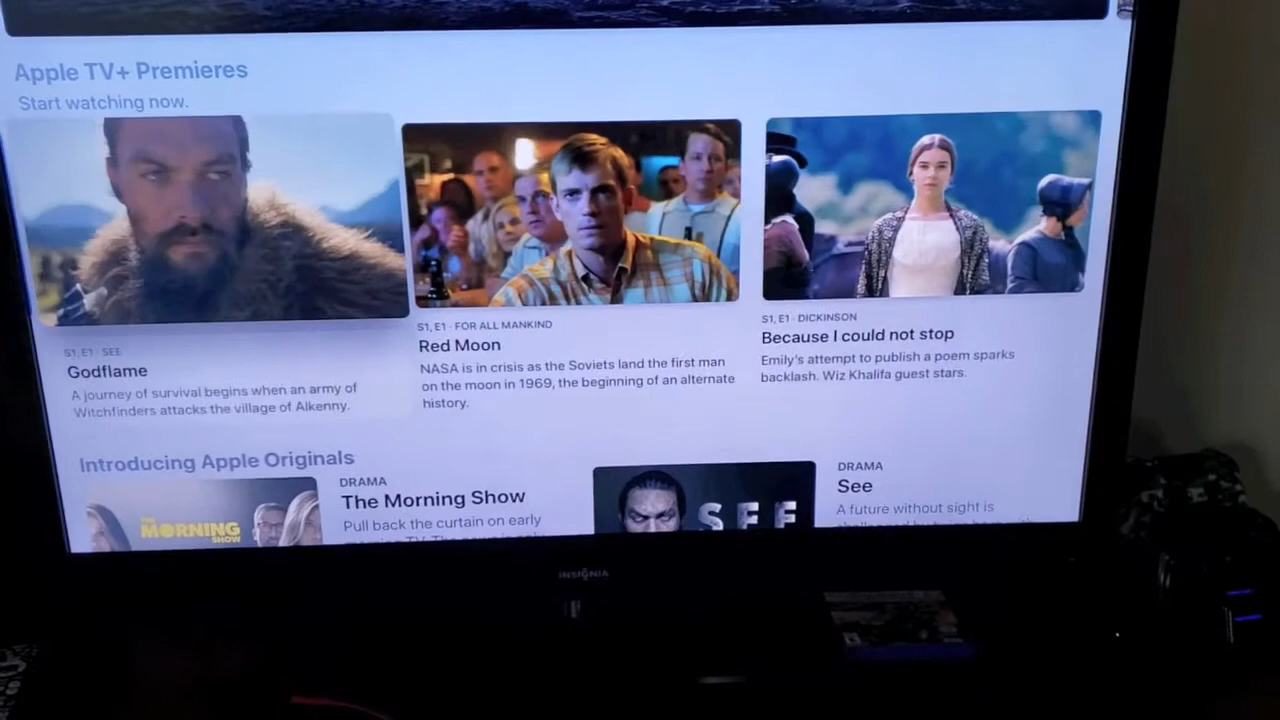 Apple TV+ Premieres
Start watching now.
S1, E1 · SEE
Godflame
A journey of survival begins when an army of
Witchfinders attacks the village of Alkenny.
S1, E1 · FOR ALL MANKIND
Red Moon
NASA is in crisis as the Soviets land the first man
on the moon in 1969, the beginning of an alternate
history.
S1, E1 · DICKINSON
Because I could not stop
Emily's attempt to publish a poem sparks
backlash. Wiz Khalifa guest stars.
Introducing Apple Originals
THE
MORNING
SHOW
DRAMA
The Morning Show
Pull back the curtain on early
SEE
DRAMA
See
A future without sight is
INSIGNIA